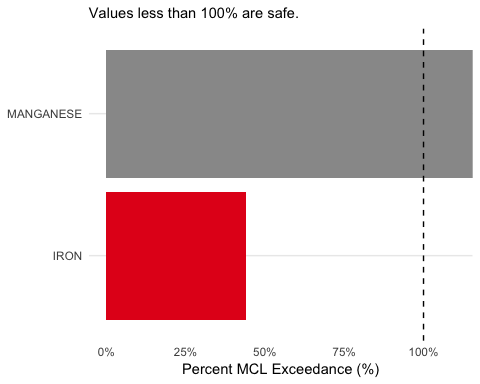 Values less than 100% are safe.
MANGANESE
IRON
0% 25% 50% 75% 100%
Percent MCL Exceedance (%)